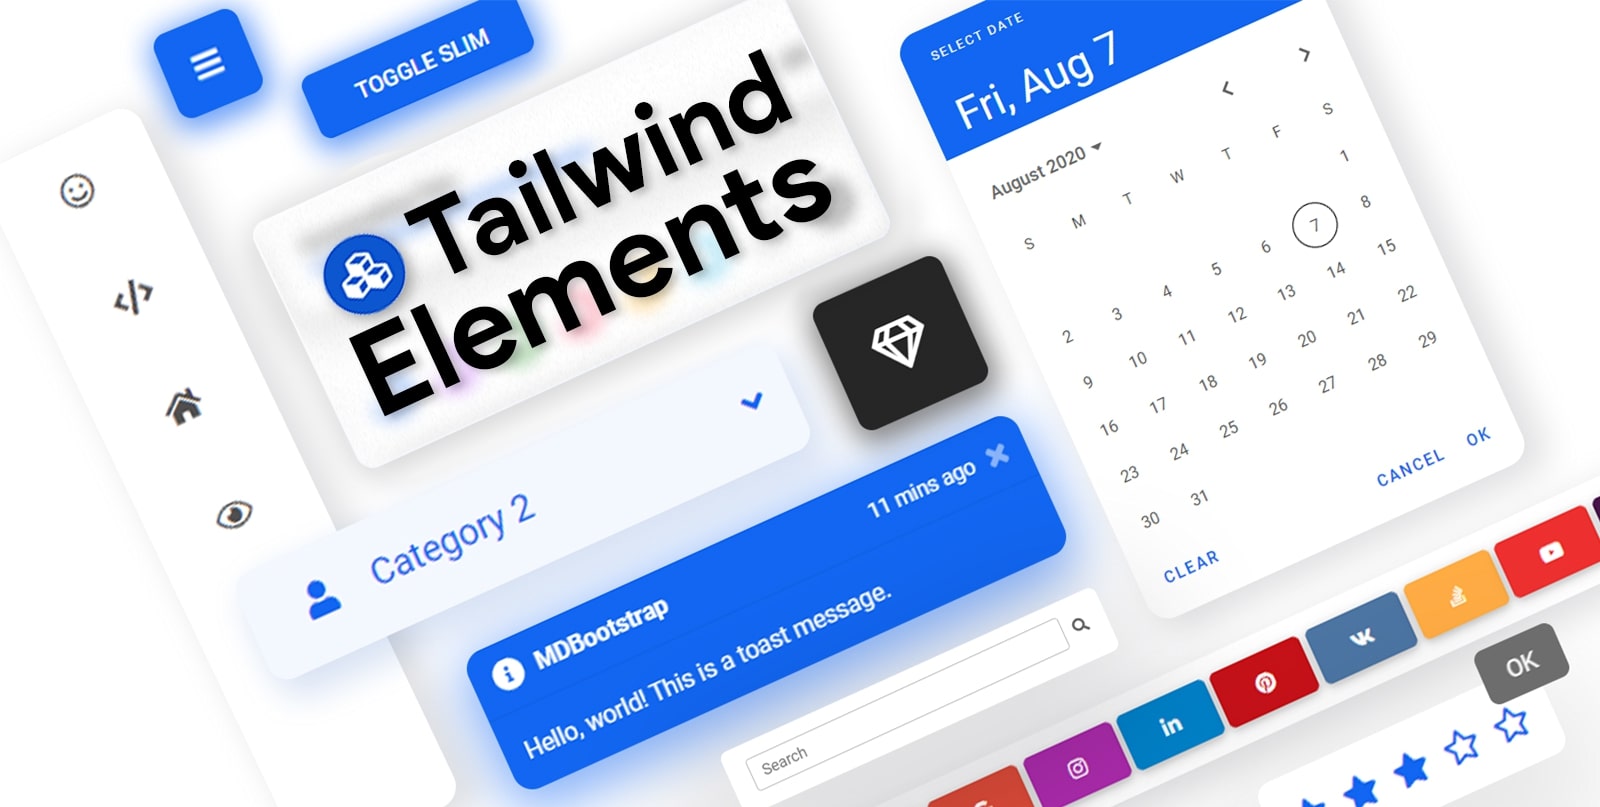 TOGGLE SLIM
Tailwind
Elements
Category 2
MDBootstrap
11 mins ago
Hello, world! This is a toast message.
Search
SELECT DATE
Fri, Aug 7
August 2020
S M T W T F S
1
2 3 4 5 6 7 8
9 10 11 12 13 14 15
16 17 18 19 20 21 22
23 24 25 26 27 28 29
30 31
CLEAR
CANCEL
OK
in
OK